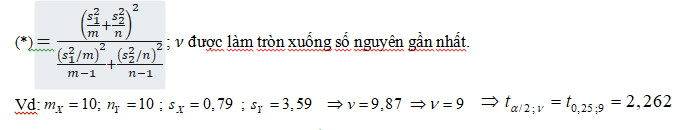 (*) = (s₁²/m + s₂²/n)² / ((s₁²/m)²/(m−1) + (s₂²/n)²/(n−1)) ; ν được làm tròn xuống số nguyên gần nhất.
Vd: m_X = 10; n_Y = 10 ; s_X = 0,79 ; s_Y = 3,59 ⇒ ν = 9,87 ⇒ ν = 9 ⇒ t_{α/2;ν} = t_{0,25;9} = 2,262